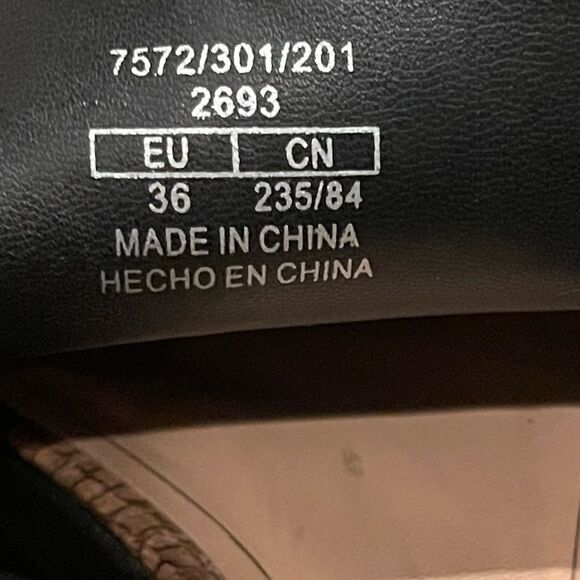 7572/301/201
2693
EU CN
36 235/84
MADE IN CHINA
HECHO EN CHINA